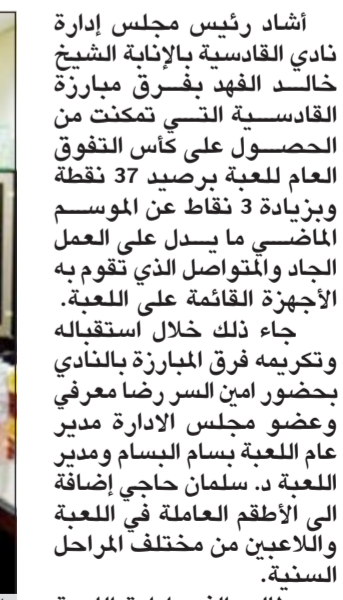 أشاد رئيس مجلس إدارة
نادي القادسية بالإنابة الشيخ
خالد الفهد بفرق مبارزة
القادسية التي تمكنت من
الحصول على كأس التفوق
العام للعبة برصيد 37 نقطة
وبزيادة 3 نقاط عن الموسم
الماضي ما يدل على العمل
الجاد والمتواصل الذي تقوم به
الأجهزة القائمة على اللعبة.
جاء ذلك خلال استقباله
وتكريمه فرق المبارزة بالنادي
بحضور امين السر رضا معرفي
وعضو مجلس الادارة مدير
عام اللعبة بسام البسام ومدير
اللعبة د. سلمان حاجي إضافة
الى الأطقم العاملة في اللعبة
واللاعبين من مختلف المراحل
السنية.